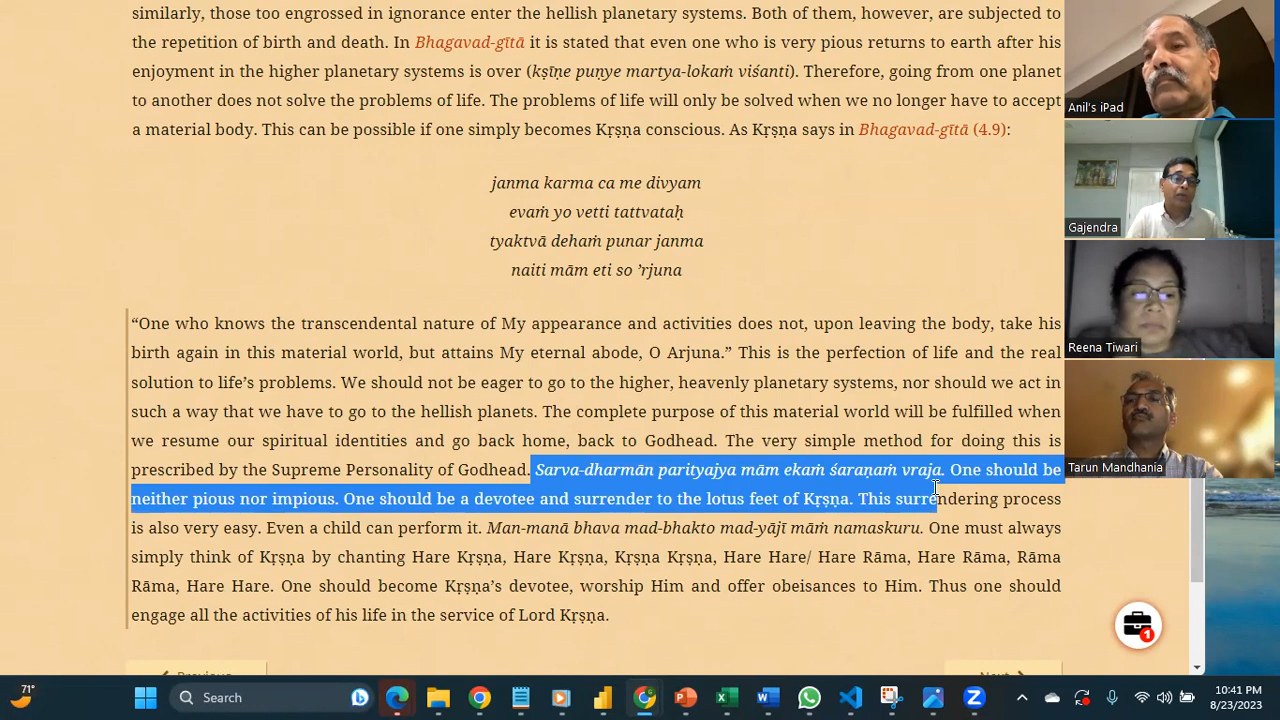 similarly, those too engrossed in ignorance enter the hellish planetary systems. Both of them, however, are subjected to
the repetition of birth and death. In Bhagavad-gītā it is stated that even one who is very pious returns to earth after his
enjoyment in the higher planetary systems is over (kṣīṇe puṇye martya-lokaṁ viśanti). Therefore, going from one planet
to another does not solve the problems of life. The problems of life will only be solved when we no longer have to accept
a material body. This can be possible if one simply becomes Kṛṣṇa conscious. As Kṛṣṇa says in Bhagavad-gītā (4.9):
janma karma ca me divyam
evaṁ yo vetti tattvataḥ
tyaktvā dehaṁ punar janma
naiti mām eti so ’rjuna
“One who knows the transcendental nature of My appearance and activities does not, upon leaving the body, take his
birth again in this material world, but attains My eternal abode, O Arjuna.” This is the perfection of life and the real
solution to life’s problems. We should not be eager to go to the higher, heavenly planetary systems, nor should we act in
such a way that we have to go to the hellish planets. The complete purpose of this material world will be fulfilled when
we resume our spiritual identities and go back home, back to Godhead. The very simple method for doing this is
prescribed by the Supreme Personality of Godhead. Sarva-dharmān parityajya mām ekaṁ śaraṇaṁ vraja. One should be
neither pious nor impious. One should be a devotee and surrender to the lotus feet of Kṛṣṇa. This surrendering process
is also very easy. Even a child can perform it. Man-manā bhava mad-bhakto mad-yājī māṁ namaskuru. One must always
simply think of Kṛṣṇa by chanting Hare Kṛṣṇa, Hare Kṛṣṇa, Kṛṣṇa Kṛṣṇa, Hare Hare/ Hare Rāma, Hare Rāma, Rāma
Rāma, Hare Hare. One should become Kṛṣṇa’s devotee, worship Him and offer obeisances to Him. Thus one should
engage all the activities of his life in the service of Lord Kṛṣṇa.
Previous
Next
Anil's iPad
Gajendra
Reena Tiwari
Tarun Mandhania
1
71°
Search
10:41 PM
8/23/2023